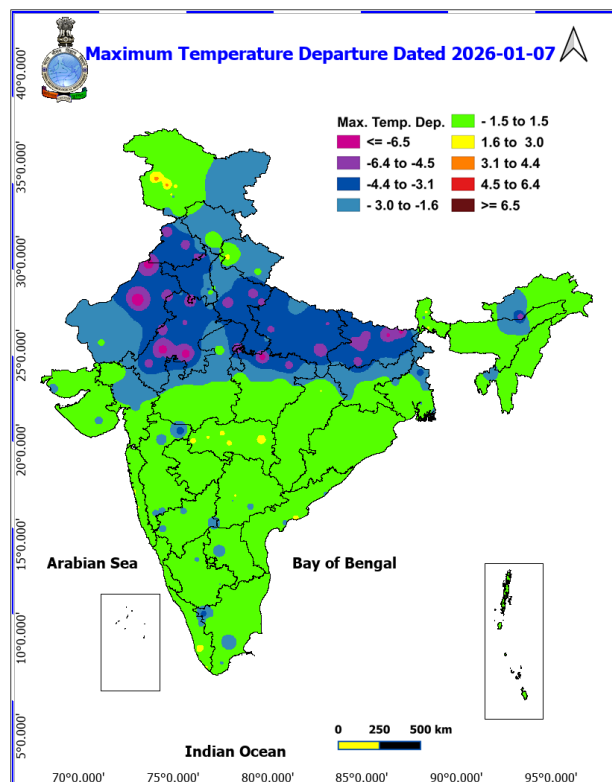 Maximum Temperature Departure Dated 2026-01-07
Max. Temp. Dep.
<= -6.5
-6.4 to -4.5
-4.4 to -3.1
- 3.0 to -1.6
- 1.5 to 1.5
1.6 to 3.0
3.1 to 4.4
4.5 to 6.4
>= 6.5
40°0.000'
35°0.000'
30°0.000'
25°0.000'
20°0.000'
15°0.000'
10°0.000'
5°0.000'
Arabian Sea
Bay of Bengal
Indian Ocean
0 250 500 km
70°0.000' 75°0.000' 80°0.000' 85°0.000' 90°0.000' 95°0.000'